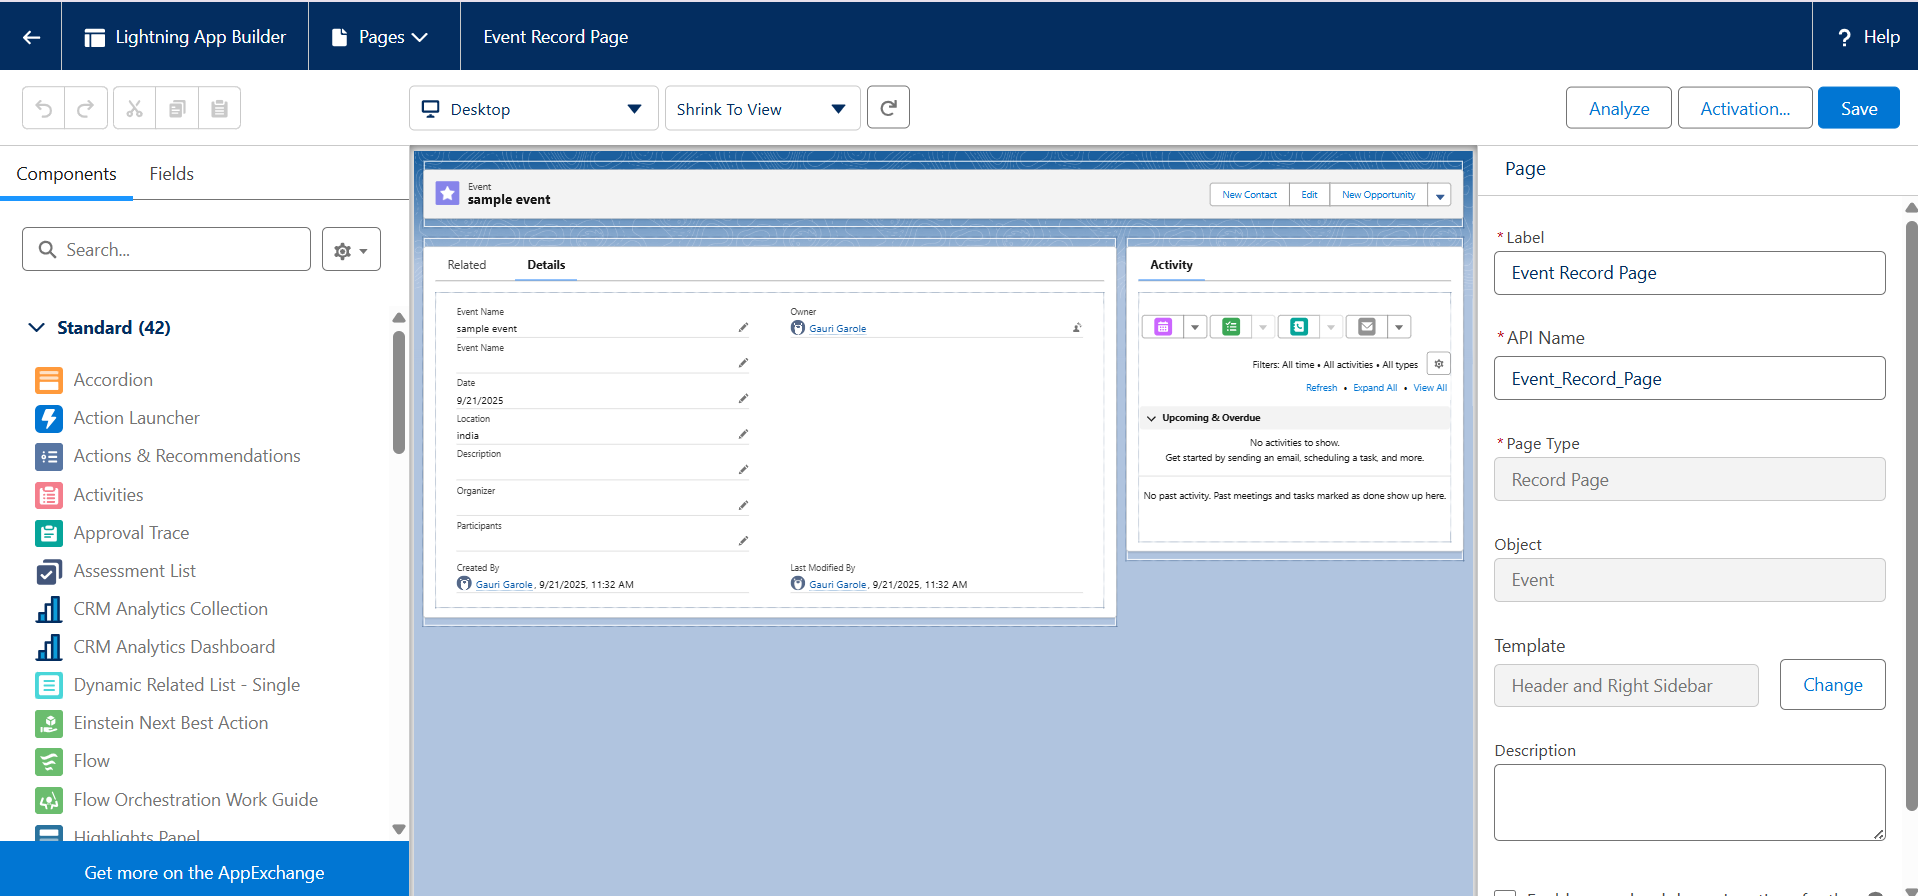 Lightning App Builder
Pages
Event Record Page
? Help
Desktop
Shrink To View
Analyze
Activation...
Save
Components
Fields
Search...
Standard (42)
Accordion
Action Launcher
Actions & Recommendations
Activities
Approval Trace
Assessment List
CRM Analytics Collection
CRM Analytics Dashboard
Dynamic Related List - Single
Einstein Next Best Action
Flow
Flow Orchestration Work Guide
Highlights Panel
Get more on the AppExchange
Event
sample event
New Contact
Edit
New Opportunity
Related
Details
Event Name
sample event
Owner
Gauri Garole
Event Name
Date
9/21/2025
Location
india
Description
Organizer
Participants
Created By
Gauri Garole, 9/21/2025, 11:32 AM
Last Modified By
Gauri Garole, 9/21/2025, 11:32 AM
Activity
Filters: All time • All activities • All types
Refresh • Expand All • View All
Upcoming & Overdue
No activities to show.
Get started by sending an email, scheduling a task, and more.
No past activity. Past meetings and tasks marked as done show up here.
Page
*Label
Event Record Page
*API Name
Event_Record_Page
*Page Type
Record Page
Object
Event
Template
Header and Right Sidebar
Change
Description